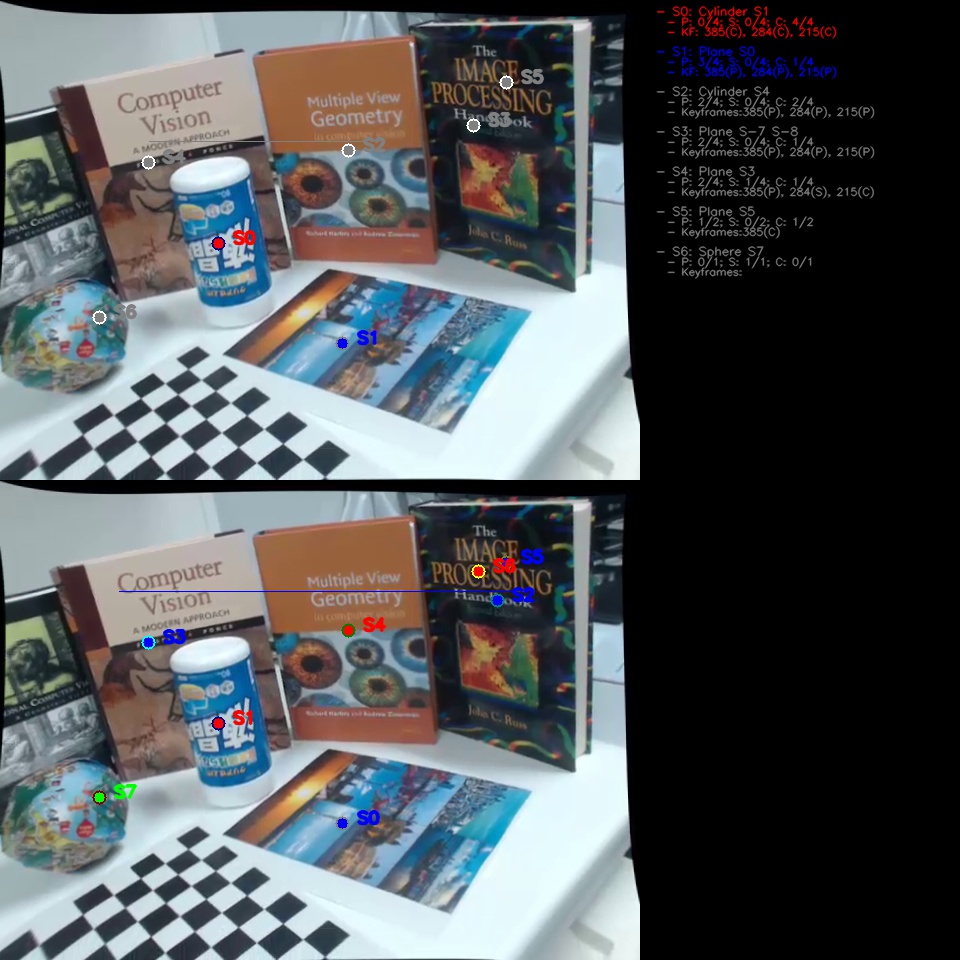 S0: Cylinder S1
P: 0/4; S: 0/4; C: 4/4
KF: 385(C), 284(C), 215(C)
S1: Plane S0
P: 3/4; S: 0/4; C: 1/4
KF: 385(P), 284(P), 215(P)
S2: Cylinder S4
P: 2/4; S: 0/4; C: 2/4
Keyframes:385(P), 284(P), 215(P)
S3: Plane S-7 S-8
P: 2/4; S: 0/4; C: 1/4
Keyframes:385(P), 284(P), 215(P)
S4: Plane S3
P: 2/4; S: 1/4; C: 1/4
Keyframes:385(P), 284(S), 215(C)
S5: Plane S5
P: 1/2; S: 0/2; C: 1/2
Keyframes:385(C)
S6: Sphere S7
P: 0/1; S: 1/1; C: 0/1
Keyframes:
Computer
Vision
A MODERN APPROACH
FORCE
Multiple View
Geometry
in computer vision
Richard Hartley and Andrew Zisserman
The
IMAGE
PROCESSING
Handbook
John C. Russ
S5
S3
S2
S4
S0
S6
S1
Computer
Vision
A MODERN APPROACH
FORCE
Multiple View
Geometry
in computer vision
Richard Hartley and Andrew Zisserman
The
IMAGE
PROCESSING
Handbook
John C. Russ
S5
S2
S4
S3
S1
S7
S0